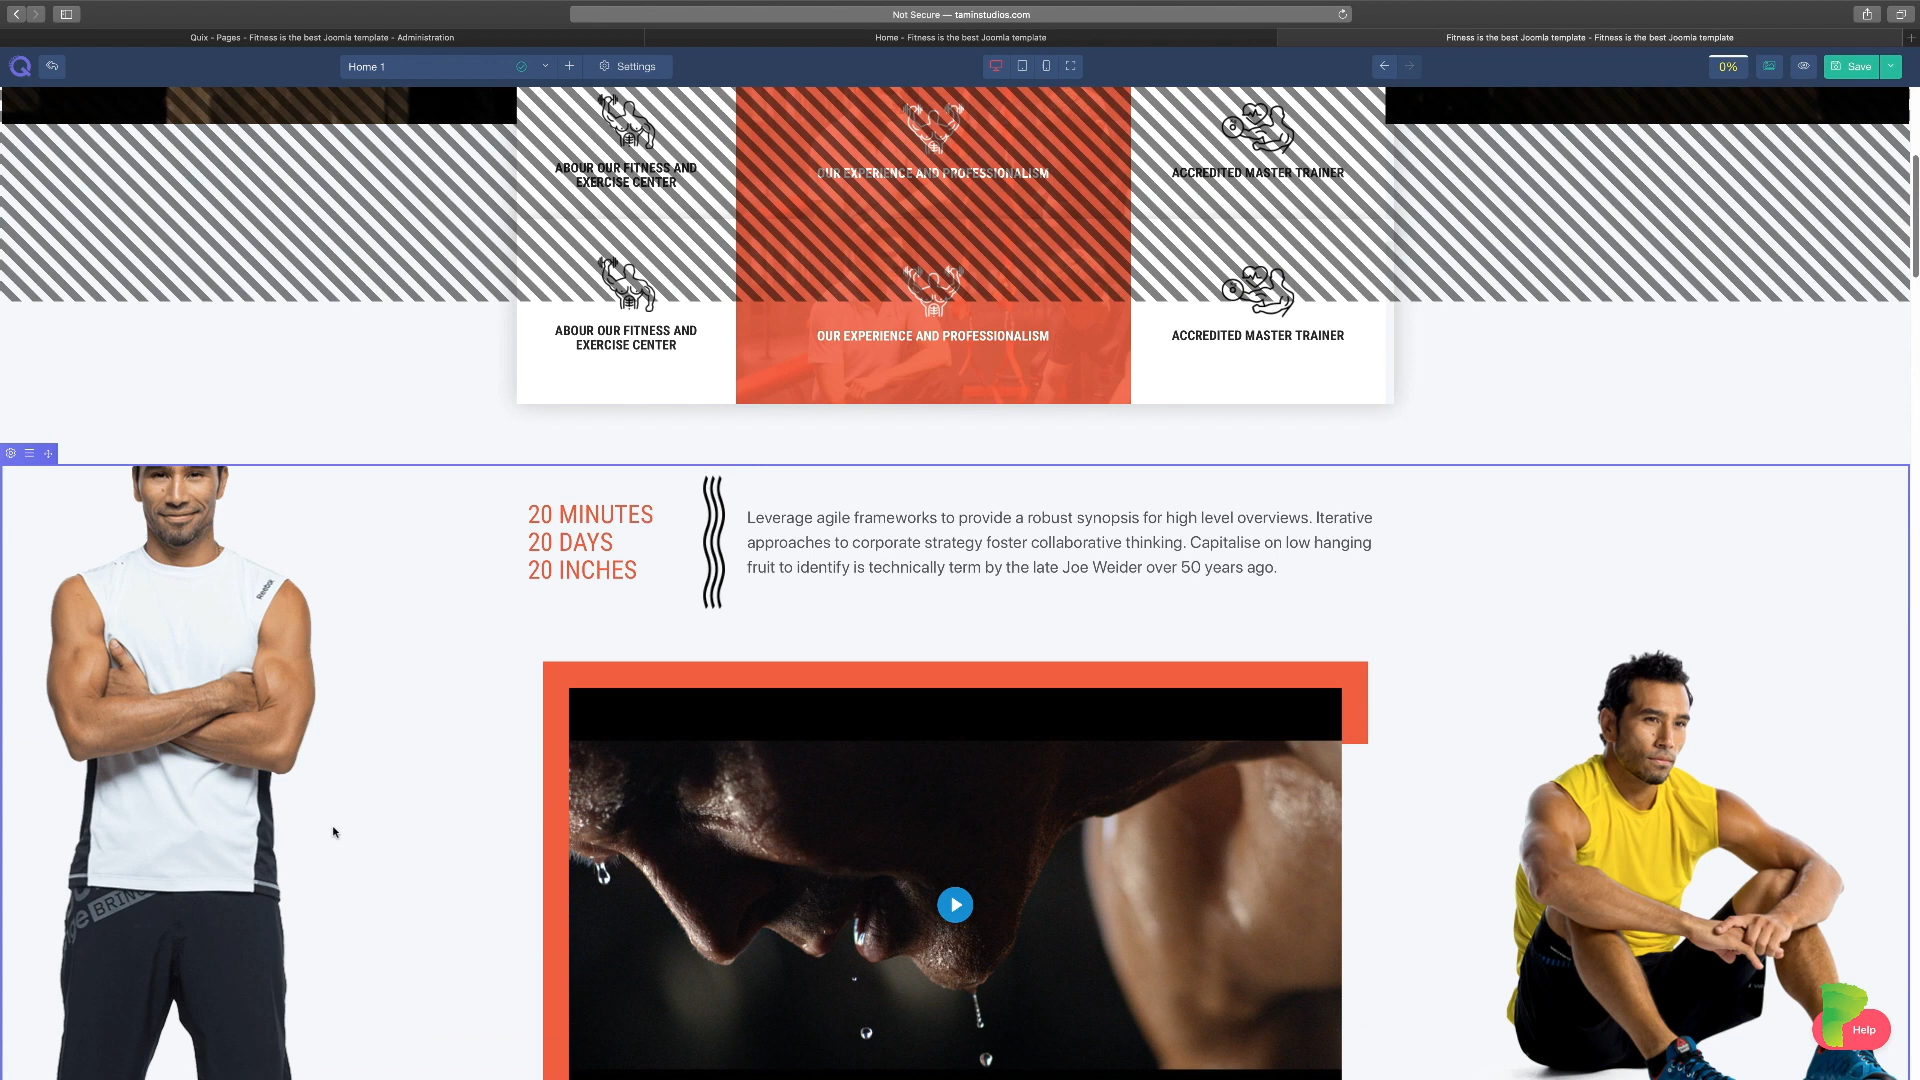 Not Secure — taminstudios.com
Quix - Pages - Fitness is the best Joomla template - Administration
Home - Fitness is the best Joomla template
Fitness is the best Joomla template - Fitness is the best Joomla template
Home 1
Settings
0%
Save
ABOUR OUR FITNESS AND
EXERCISE CENTER
OUR EXPERIENCE AND PROFESSIONALISM
ACCREDITED MASTER TRAINER
ABOUR OUR FITNESS AND
EXERCISE CENTER
OUR EXPERIENCE AND PROFESSIONALISM
ACCREDITED MASTER TRAINER
20 MINUTES
20 DAYS
20 INCHES
Leverage agile frameworks to provide a robust synopsis for high level overviews. Iterative
approaches to corporate strategy foster collaborative thinking. Capitalise on low hanging
fruit to identify is technically term by the late Joe Weider over 50 years ago.
Reebok
Help